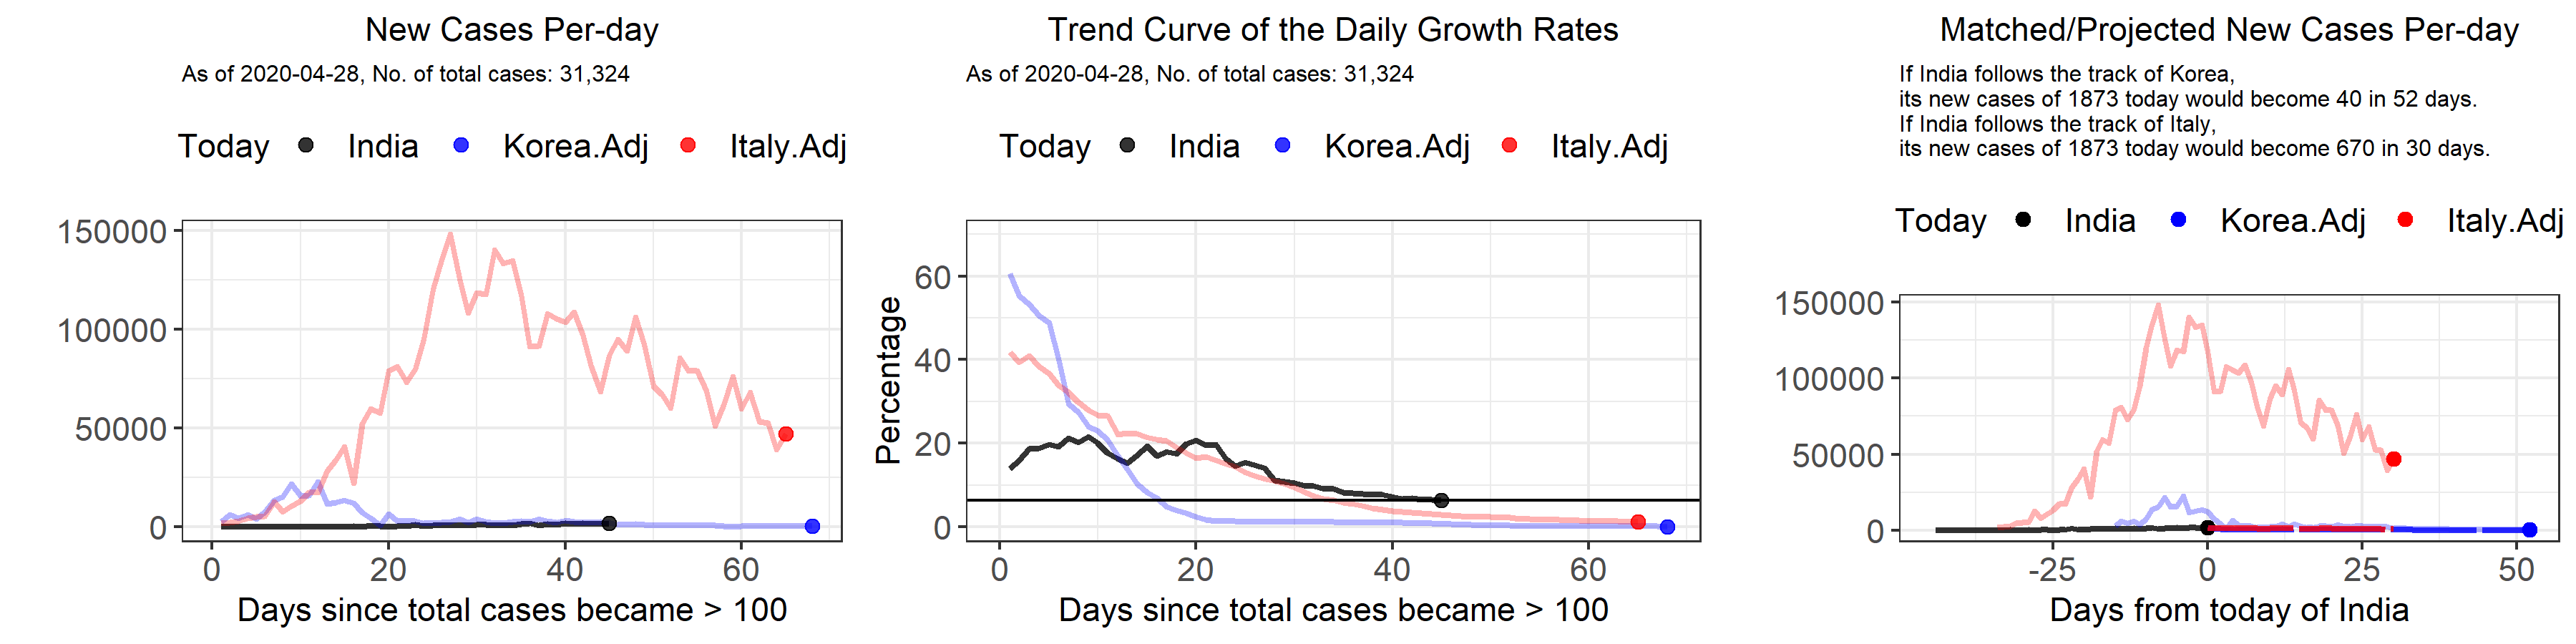 New Cases Per-day
As of 2020-04-28, No. of total cases: 31,324
Today India Korea.Adj Italy.Adj
150000
100000
50000
0
0 20 40 60
Days since total cases became > 100
Trend Curve of the Daily Growth Rates
As of 2020-04-28, No. of total cases: 31,324
Today India Korea.Adj Italy.Adj
Percentage
60
40
20
0
0 20 40 60
Days since total cases became > 100
Matched/Projected New Cases Per-day
If India follows the track of Korea,
its new cases of 1873 today would become 40 in 52 days.
If India follows the track of Italy,
its new cases of 1873 today would become 670 in 30 days.
Today India Korea.Adj Italy.Adj
150000
100000
50000
0
-25 0 25 50
Days from today of India